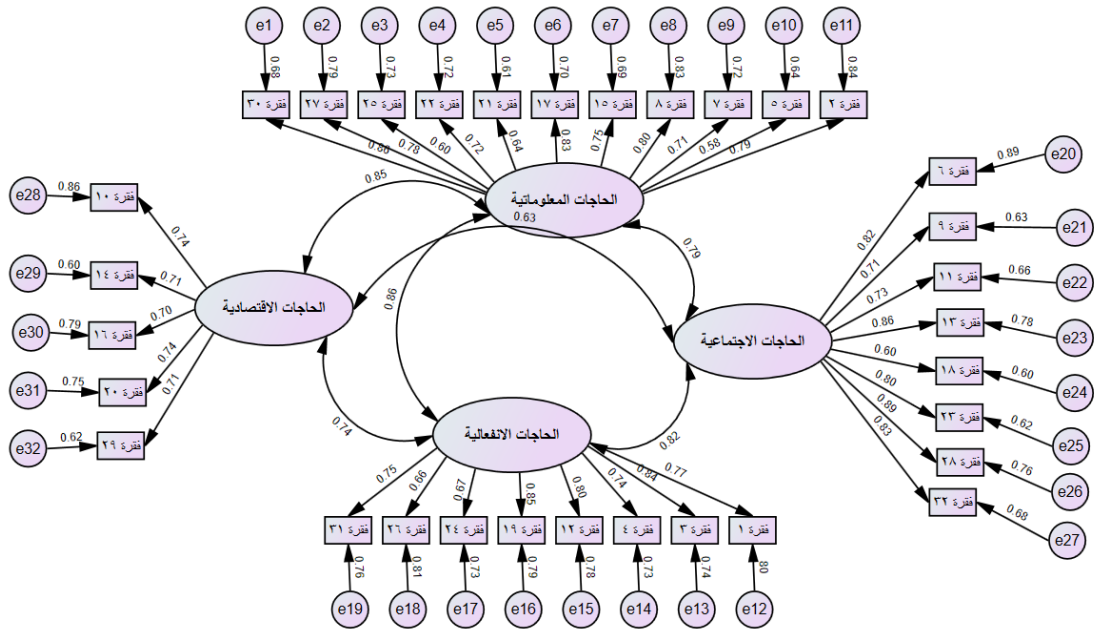 e1 e2 e3 e4 e5 e6 e7 e8 e9 e10 e11
0.68 0.79 0.73 0.72 0.61 0.70 0.69 0.83 0.72 0.64 0.84
فقرة ٣٠
فقرة ٢٧
فقرة ٢٥
فقرة ٢٢
فقرة ٢١
فقرة ١٧
فقرة ١٥
فقرة ٨
فقرة ٧
فقرة ٥
فقرة ٢
0.86 0.78 0.60 0.72 0.64 0.83 0.75 0.80 0.71 0.58 0.79
الحاجات المعلوماتية
0.85
0.63
0.79
0.86
0.74
0.82
e28 0.86 فقرة ١٠ 0.74
e29 0.60 فقرة ١٤ 0.71
e30 0.79 فقرة ١٦ 0.70
e31 0.75 فقرة ٢٠ 0.74
e32 0.62 فقرة ٢٩ 0.71
الحاجات الاقتصادية
الحاجات الاجتماعية
0.82 فقرة ٦ 0.89 e20
0.71 فقرة ٩ 0.63 e21
0.73 فقرة ١١ 0.66 e22
0.86 فقرة ١٣ 0.78 e23
0.60 فقرة ١٨ 0.60 e24
0.80 فقرة ٢٣ 0.62 e25
0.89 فقرة ٢٨ 0.76 e26
0.83 فقرة ٣٢ 0.68 e27
الحاجات الانفعالية
0.75 0.66 0.67 0.85 0.80 0.74 0.84 0.77
فقرة ٣١
فقرة ٢٦
فقرة ٢٤
فقرة ١٩
فقرة ١٢
فقرة ٤
فقرة ٣
فقرة ١
0.76 0.81 0.73 0.79 0.78 0.73 0.74 80
e19 e18 e17 e16 e15 e14 e13 e12